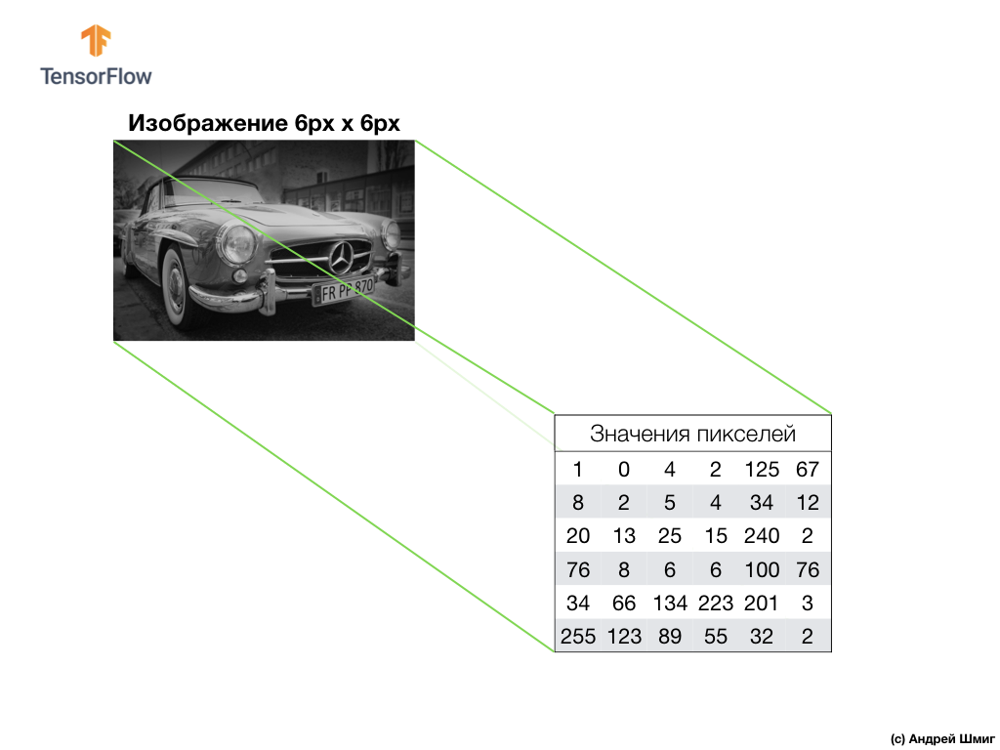 TensorFlow
Изображение 6px x 6px
FR PP 870
Значения пикселей
1 0 4 2 125 67
8 2 5 4 34 12
20 13 25 15 240 2
76 8 6 6 100 76
34 66 134 223 201 3
255 123 89 55 32 2
(c) Андрей Шмиг